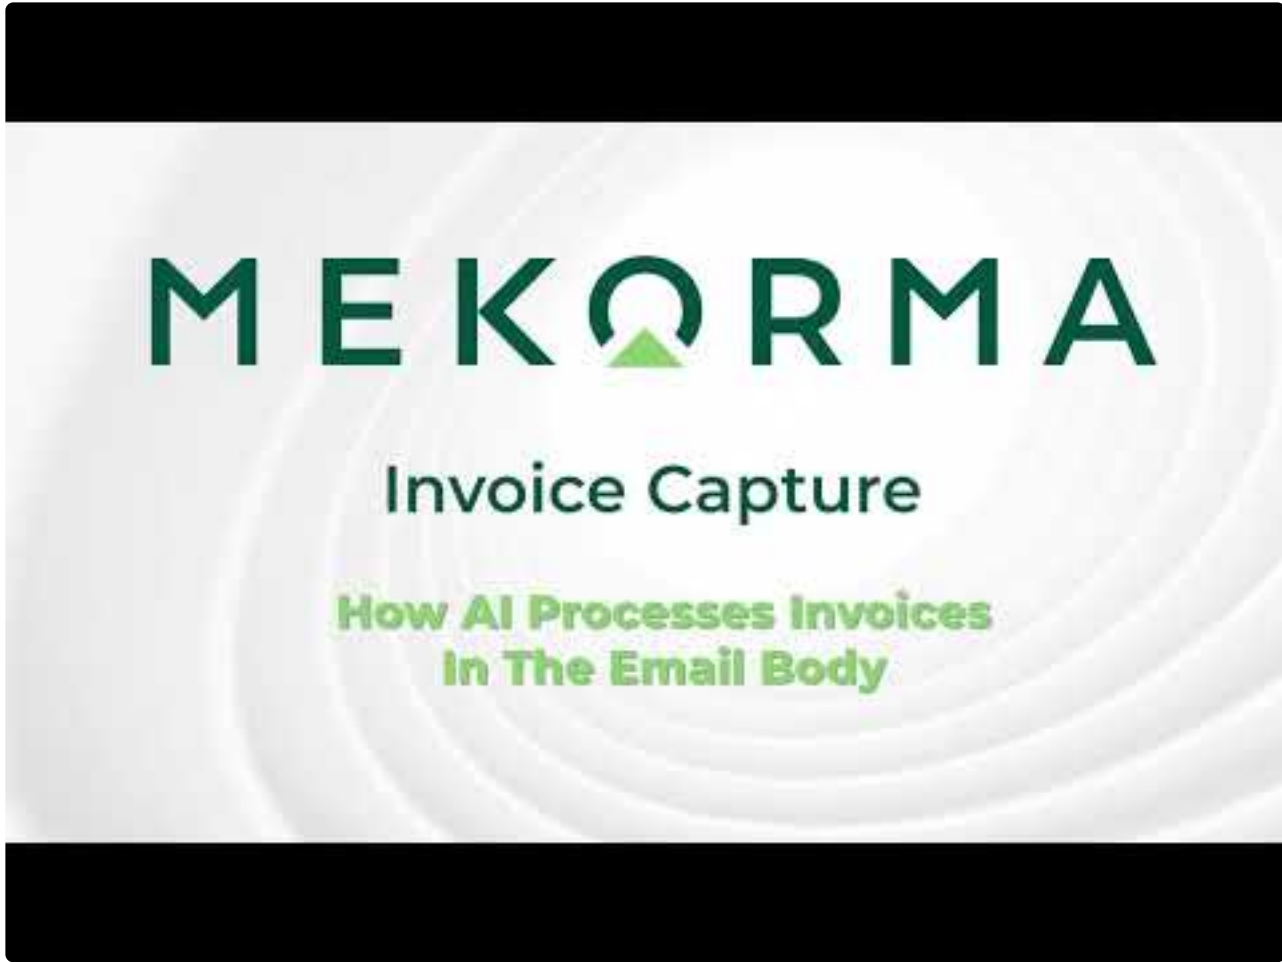 MEKORMA
Invoice Capture
How AI Processes Invoices
In The Email Body